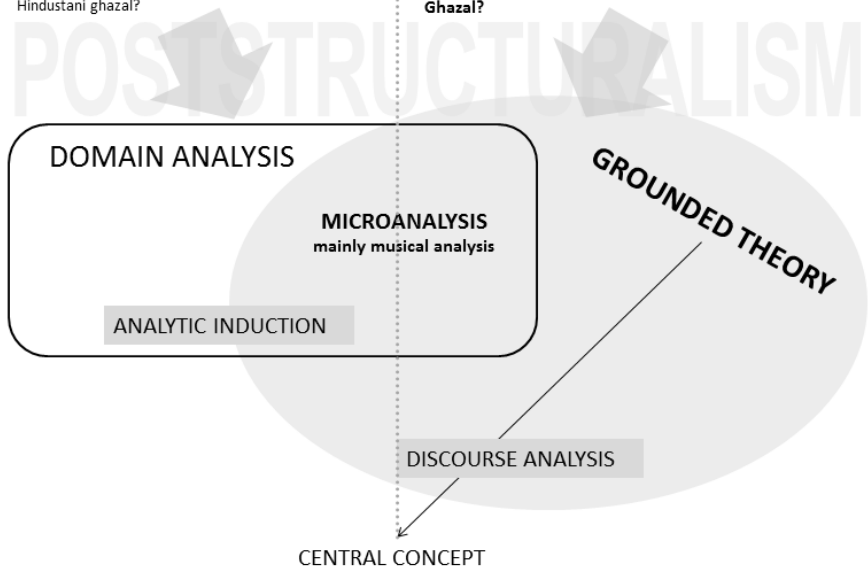 Hindustani ghazal?
Ghazal?
POSTSTRUCTURALISM
DOMAIN ANALYSIS
GROUNDED THEORY
MICROANALYSIS
mainly musical analysis
ANALYTIC INDUCTION
DISCOURSE ANALYSIS
CENTRAL CONCEPT